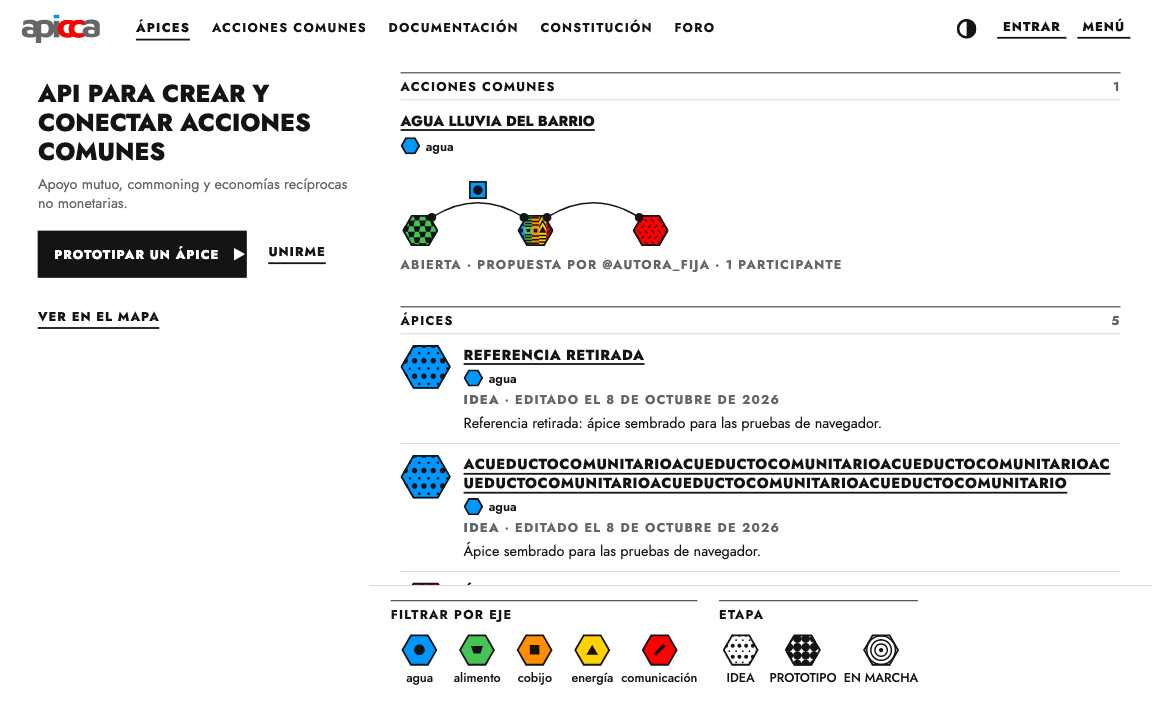 apicca
ÁPICES
ACCIONES COMUNES
DOCUMENTACIÓN
CONSTITUCIÓN
FORO
ENTRAR
MENÚ
API PARA CREAR Y
CONECTAR ACCIONES
COMUNES
Apoyo mutuo, commoning y economías recíprocas
no monetarias.
PROTOTIPAR UN ÁPICE
UNIRME
VER EN EL MAPA
ACCIONES COMUNES 1
AGUA LLUVIA DEL BARRIO
agua
ABIERTA · PROPUESTA POR @AUTORA_FIJA · 1 PARTICIPANTE
ÁPICES 5
REFERENCIA RETIRADA
agua
IDEA · EDITADO EL 8 DE OCTUBRE DE 2026
Referencia retirada: ápice sembrado para las pruebas de navegador.
ACUEDUCTOCOMUNITARIOACUEDUCTOCOMUNITARIOACUEDUCTOCOMUNITARIOAC
UEDUCTOCOMUNITARIOACUEDUCTOCOMUNITARIOACUEDUCTOCOMUNITARIO
agua
IDEA · EDITADO EL 8 DE OCTUBRE DE 2026
Ápice sembrado para las pruebas de navegador.
FILTRAR POR EJE
agua
alimento
cobijo
energía
comunicación
ETAPA
IDEA
PROTOTIPO
EN MARCHA